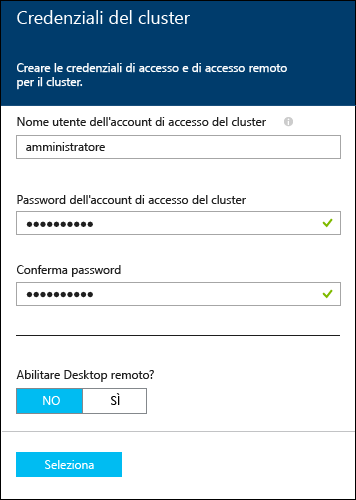 Credenziali del cluster
Creare le credenziali di accesso e di accesso remoto
per il cluster.
Nome utente dell'account di accesso del cluster
amministratore
Password dell'account di accesso del cluster
●●●●●●●●●●
Conferma password
●●●●●●●●●●
Abilitare Desktop remoto?
NO SÌ
Seleziona